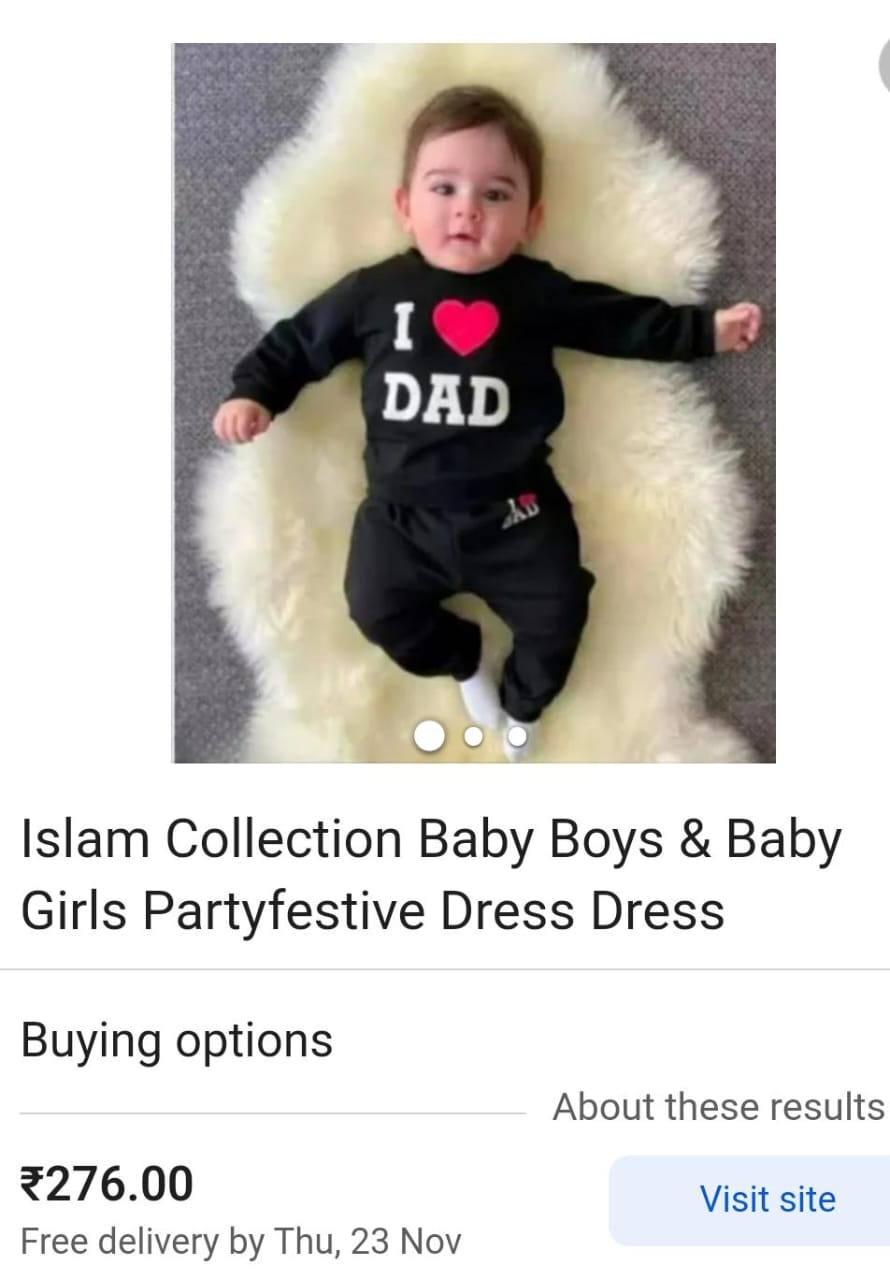 I ❤
DAD
Islam Collection Baby Boys & Baby
Girls Partyfestive Dress Dress
Buying options
About these results
₹276.00
Visit site
Free delivery by Thu, 23 Nov